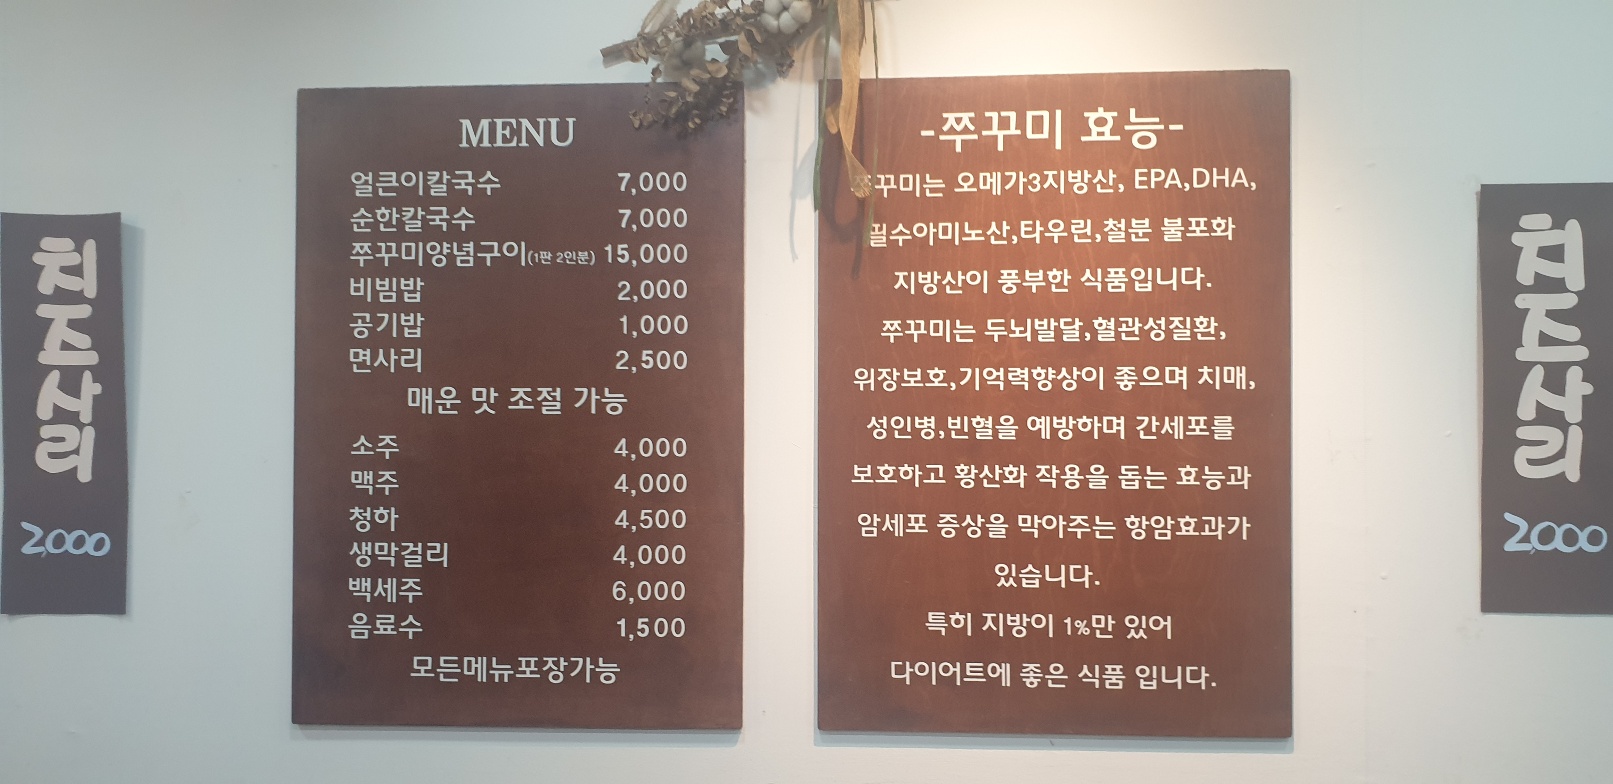 MENU
얼큰이칼국수 7,000
순한칼국수 7,000
쭈꾸미양념구이(1판 2인분) 15,000
비빔밥 2,000
공기밥 1,000
면사리 2,500
매운 맛 조절 가능
소주 4,000
맥주 4,000
청하 4,500
생막걸리 4,000
백세주 6,000
음료수 1,500
모든메뉴포장가능
-쭈꾸미 효능-
쭈꾸미는 오메가3지방산, EPA,DHA,
필수아미노산,타우린,철분 불포화
지방산이 풍부한 식품입니다.
쭈꾸미는 두뇌발달,혈관성질환,
위장보호,기억력향상이 좋으며 치매,
성인병,빈혈을 예방하며 간세포를
보호하고 황산화 작용을 돕는 효능과
암세포 증상을 막아주는 항암효과가
있습니다.
특히 지방이 1%만 있어
다이어트에 좋은 식품 입니다.
치즈사리
2,000
치즈사리
2,000